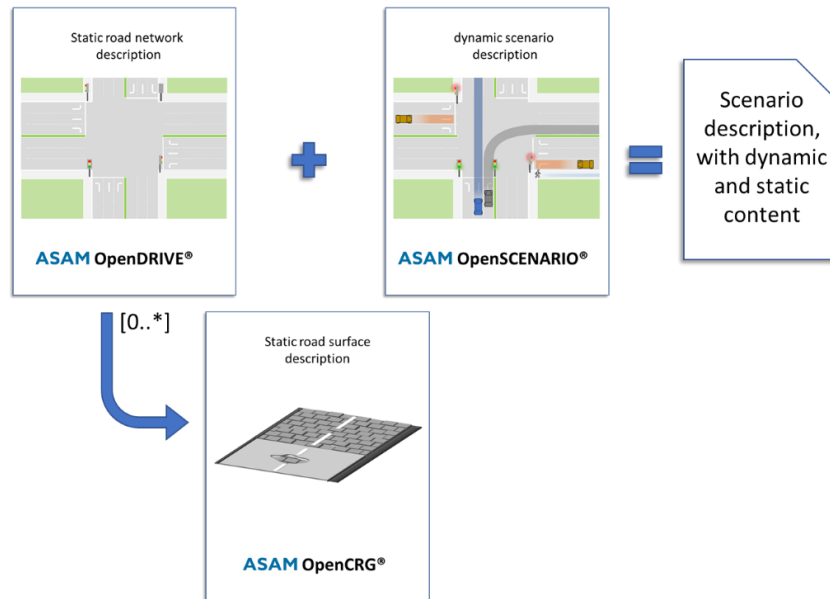 Static road network
description
ASAM OpenDRIVE®
dynamic scenario
description
ASAM OpenSCENARIO®
Scenario
description,
with dynamic
and static
content
[0..*]
Static road surface
description
ASAM OpenCRG®